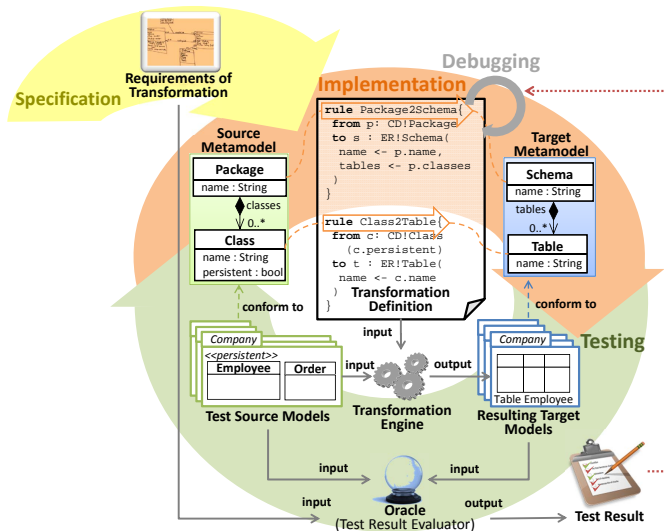 Debugging
Requirements of
Transformation
Specification
Implementation
Source
Metamodel
Package
name : String
classes
0..*
Class
name : String
persistent : bool
conform to
rule Package2Schema{
from p: CD!Package
to s : ER!Schema(
name <- p.name,
tables <- p.classes
)
}
rule Class2Table{
from c: CD!Class
(c.persistent)
to t : ER!Table(
name <- c.name
)
}
Transformation
Definition
Target
Metamodel
Schema
name : String
tables
0..*
Table
name : String
conform to
Testing
input
Company
<<persistent>>
Employee
Order
Test Source Models
input
Transformation
Engine
output
Company
Table Employee
Resulting Target
Models
input
input
input
Oracle
(Test Result Evaluator)
output
Test Result